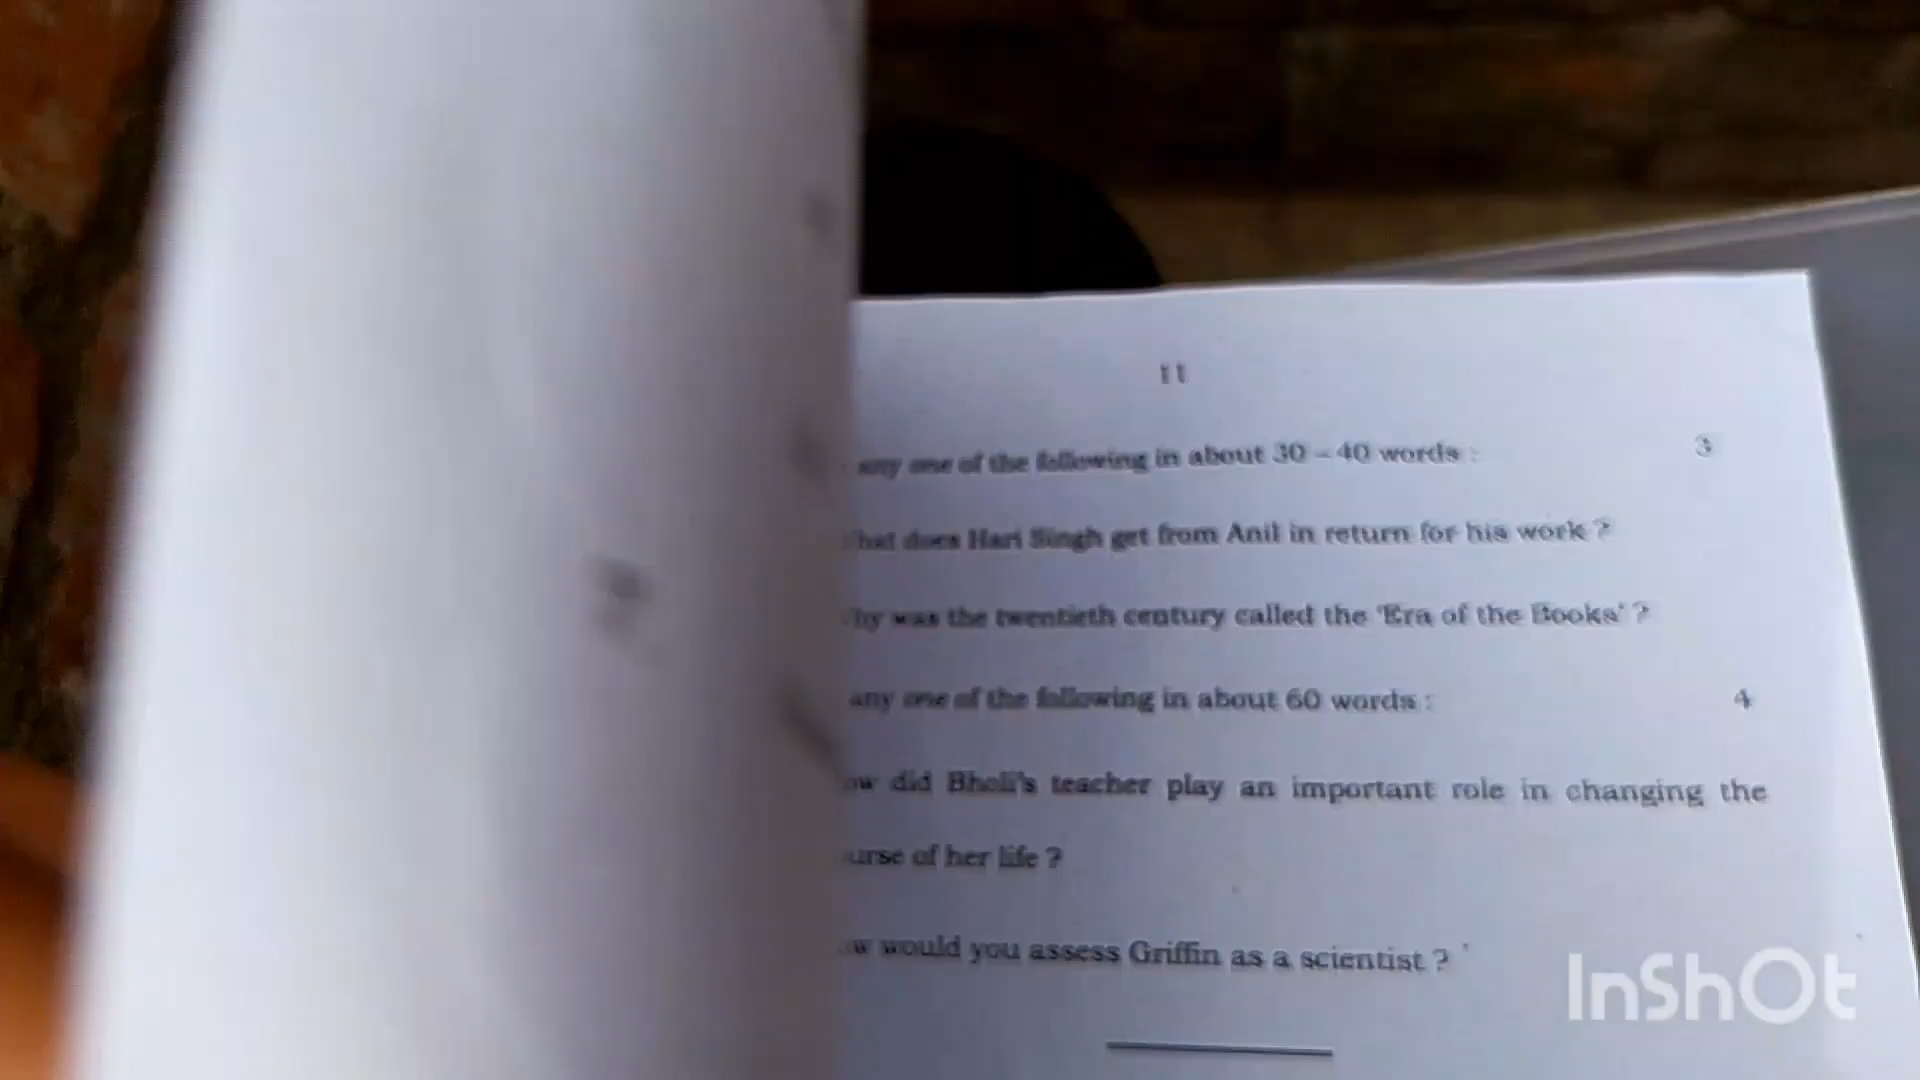 11
any one of the following in about 30 – 40 words : 3
hat does Hari Singh get from Anil in return for his work ?
hy was the twentieth century called the 'Era of the Books' ?
any one of the following in about 60 words : 4
ow did Bholi's teacher play an important role in changing the
urse of her life ?
ow would you assess Griffin as a scientist ?
InShOt